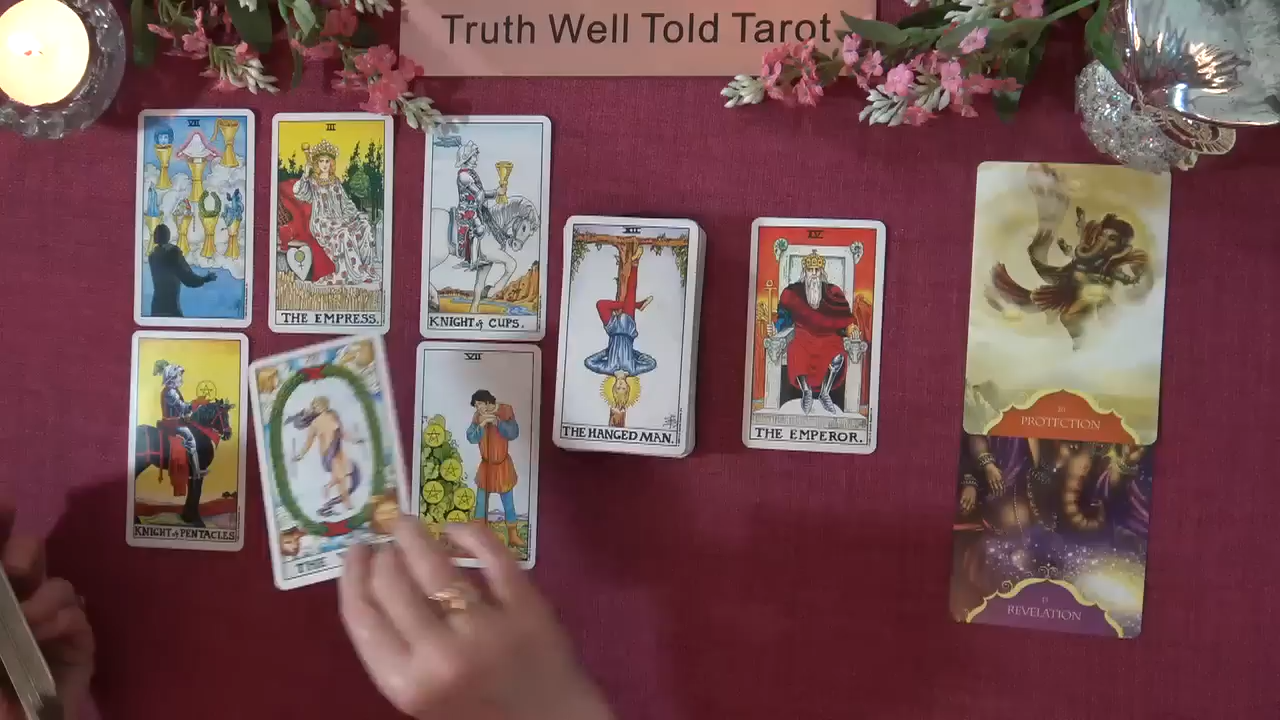 Truth Well Told Tarot
VII
III
THE EMPRESS.
KNIGHT of CUPS.
XII
THE HANGED MAN.
IV
THE EMPEROR.
KNIGHT of PENTACLES
THE
VII
PROTECTION
REVELATION